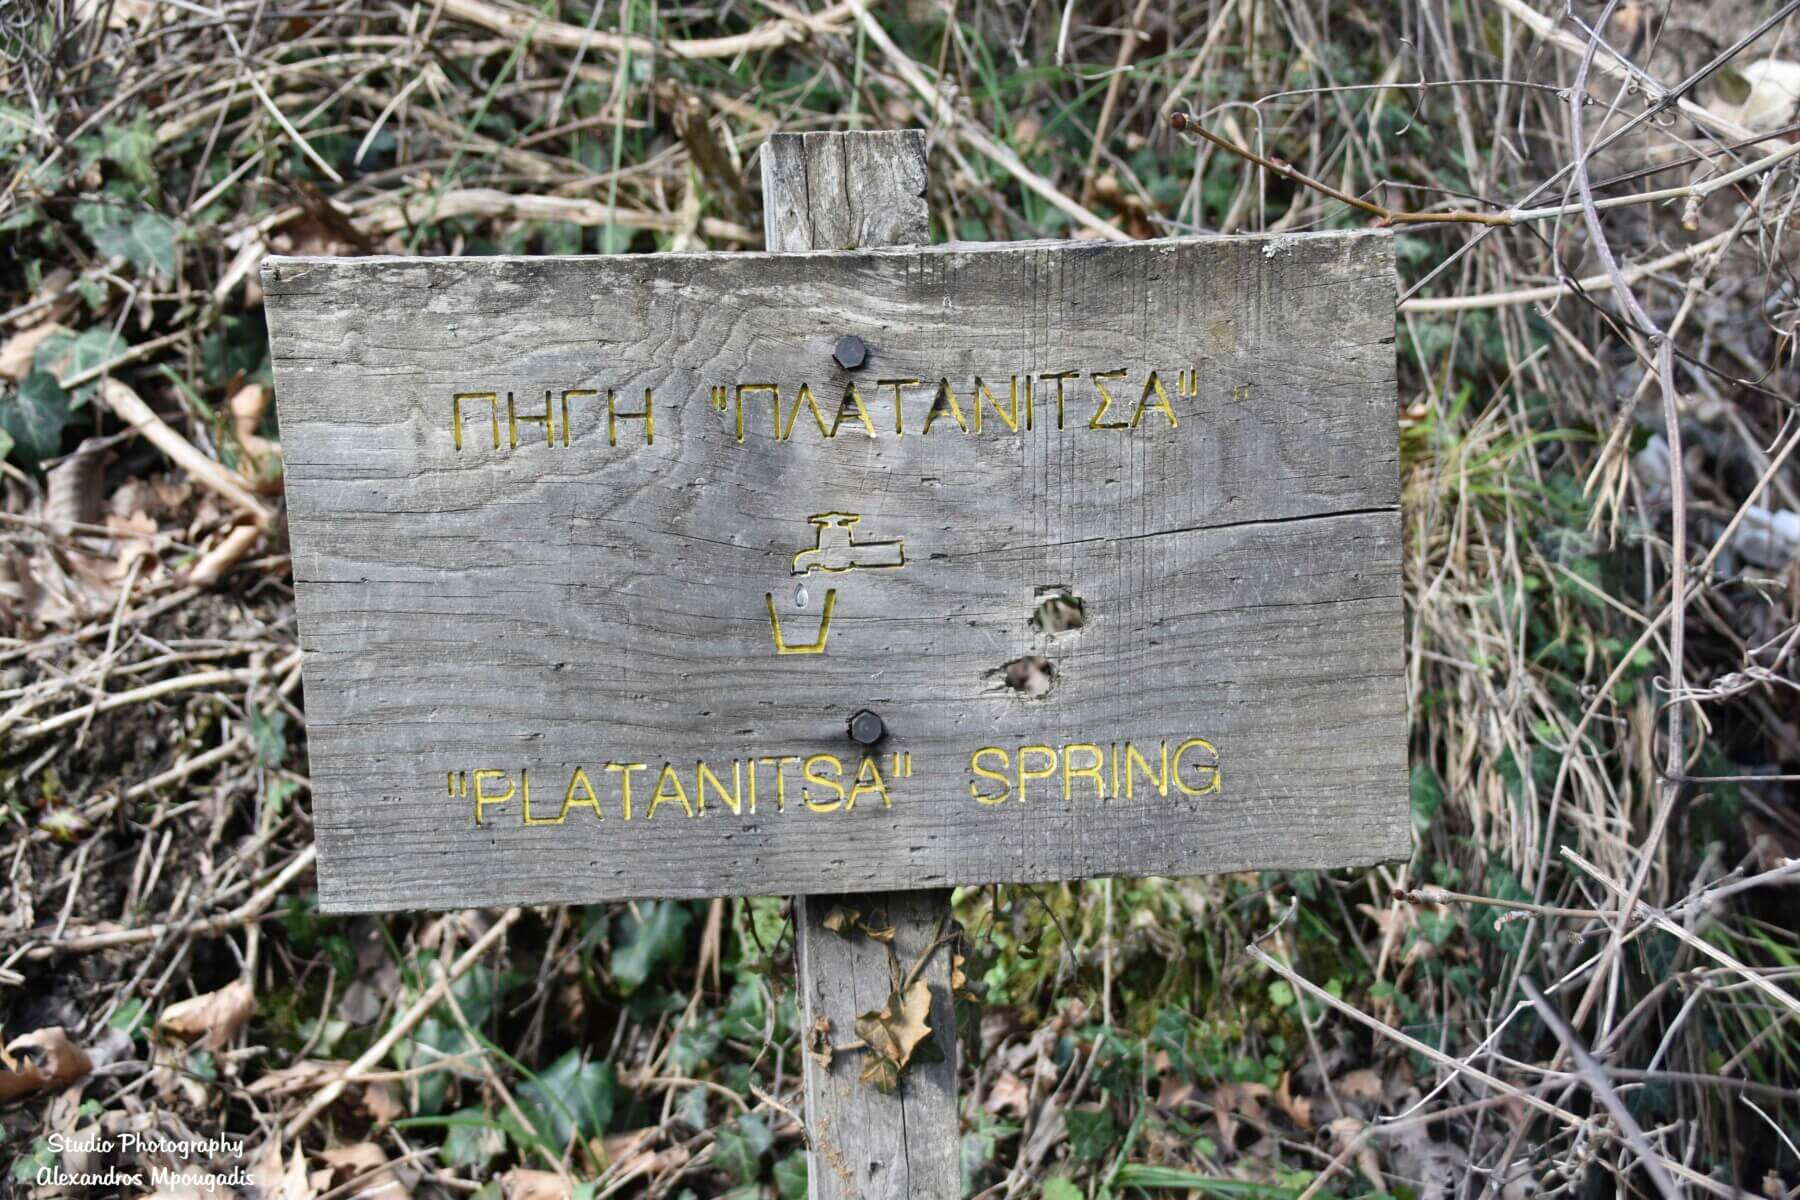 ΠΗΓΗ "ΠΛΑΤΑΝΙΤΣΑ"
"PLATANITSA" SPRING
Studio Photography
Alexandros Mpougadis